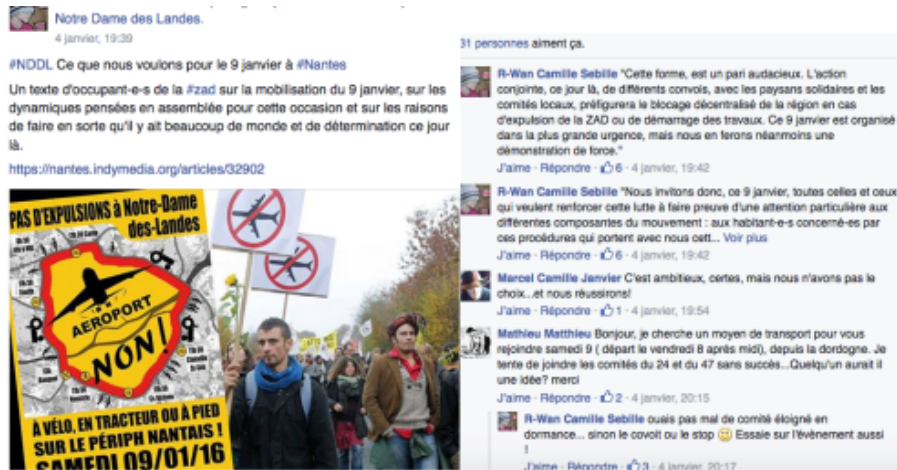 Notre Dame des Landes.
4 janvier, 19:39
#NDDL Ce que nous voulons pour le 9 janvier à #Nantes
Un texte d'occupant-e-s de la #zad sur la mobilisation du 9 janvier, sur les
dynamiques pensées en assemblée pour cette occasion et sur les raisons
de faire en sorte qu'il y ait beaucoup de monde et de détermination ce jour
là.
https://nantes.indymedia.org/articles/32902
PAS D'EXPULSIONS à Notre-Dame
des-Landes
AEROPORT
NON!
À VÉLO, EN TRACTEUR OU À PIED
SUR LE PÉRIPH NANTAIS !
SAMEDI 09/01/16
31 personnes aiment ça.
R-Wan Camille Sebille "Cette forme, est un pari audacieux. L'action
conjointe, ce jour là, de différents convois, avec les paysans solidaires et les
comités locaux, préfigurera le blocage décentralisé de la région en cas
d'expulsion de la ZAD ou de démarrage des travaux. Ce 9 janvier est organisé
dans la plus grande urgence, mais nous en ferons néanmoins une
démonstration de force."
J'aime · Répondre · 6 · 4 janvier, 19:42
R-Wan Camille Sebille "Nous invitons donc, ce 9 janvier, toutes celles et ceux
qui veulent renforcer cette lutte à faire preuve d'une attention particulière aux
différentes composantes du mouvement : aux habitant-e-s concerné-es par
ces procédures qui portent avec nous cett... Voir plus
J'aime · Répondre · 6 · 4 janvier, 19:42
Marcel Camille Janvier C'est ambitieux, certes, mais nous n'avons pas le
choix...et nous réussirons!
J'aime · Répondre · 1 · 4 janvier, 19:54
Mathieu Matthieu Bonjour, je cherche un moyen de transport pour vous
rejoindre samedi 9 ( départ le vendredi 8 après midi), depuis la dordogne. Je
tente de joindre les comités du 24 et du 47 sans succès...Quelqu'un aurait il
une idée? merci
J'aime · Répondre · 2 · 4 janvier, 20:15
R-Wan Camille Sebille ouais pas mal de comité éloigné en
dormance... sinon le covoit ou le stop 🙂 Essaie sur l'évènement aussi
!
J'aime · Répondre · 3 · 4 janvier, 20:17